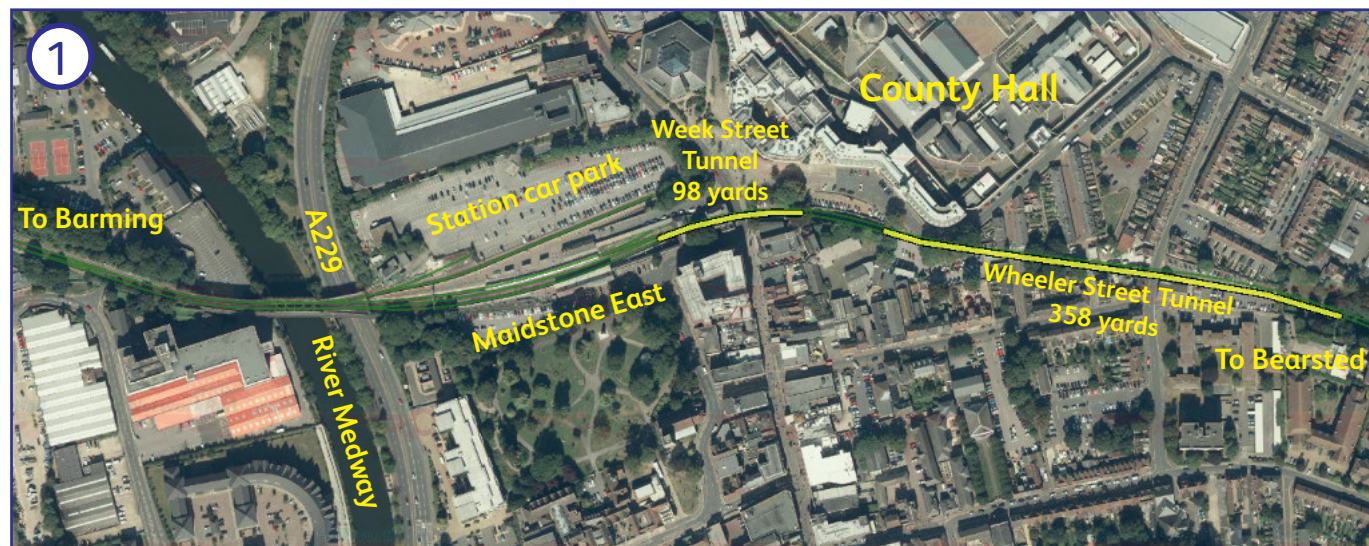 1
County Hall
Week Street
Tunnel
98 yards
Station car park
To Barming
A229
Wheeler Street Tunnel
358 yards
Maidstone East
To Bearsted
River Medway